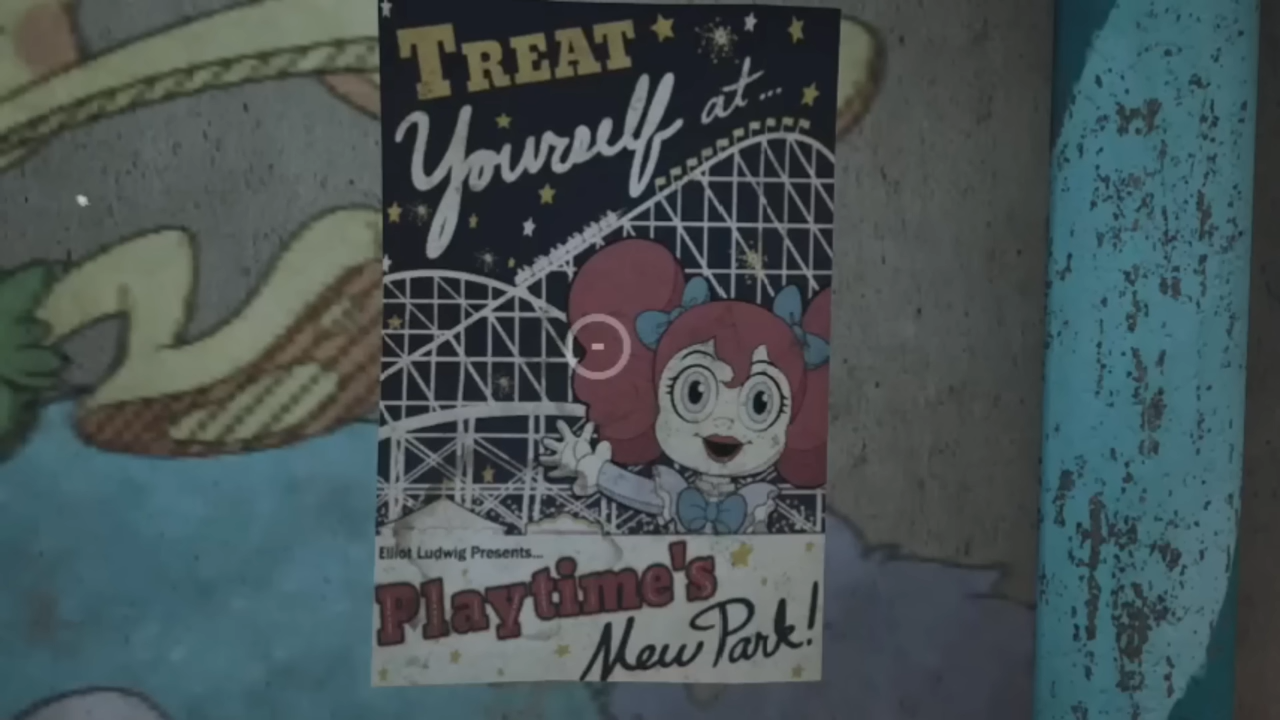 TREAT
Yourself at...
Elliot Ludwig Presents...
Playtime's
New Park!